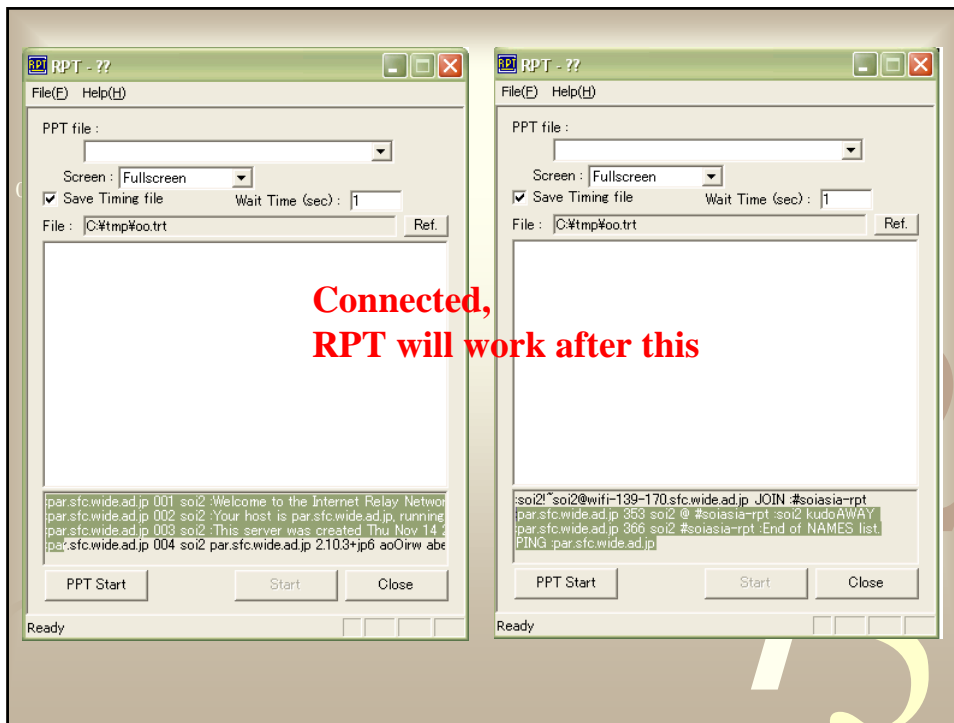 RPT - ??
File(F) Help(H)
PPT file :
Screen : Fullscreen
Save Timing file Wait Time (sec) : 1
File : C:¥tmp¥oo.trt Ref.
:par.sfc.wide.ad.jp 001 soi2 :Welcome to the Internet Relay Networ
:par.sfc.wide.ad.jp 002 soi2 :Your host is par.sfc.wide.ad.jp, running
:par.sfc.wide.ad.jp 003 soi2 :This server was created Thu Nov 14 2
:par.sfc.wide.ad.jp 004 soi2 par.sfc.wide.ad.jp 2.10.3+jp6 aoOirw abe
PPT Start Start Close
Ready
RPT - ??
File(F) Help(H)
PPT file :
Screen : Fullscreen
Save Timing file Wait Time (sec) : 1
File : C:¥tmp¥oo.trt Ref.
:soi2!~soi2@wifi-139-170.sfc.wide.ad.jp JOIN :#soiasia-rpt
:par.sfc.wide.ad.jp 353 soi2 @ #soiasia-rpt :soi2 kudoAWAY
:par.sfc.wide.ad.jp 366 soi2 #soiasia-rpt :End of NAMES list.
PING :par.sfc.wide.ad.jp
PPT Start Start Close
Ready
Connected,
RPT will work after this